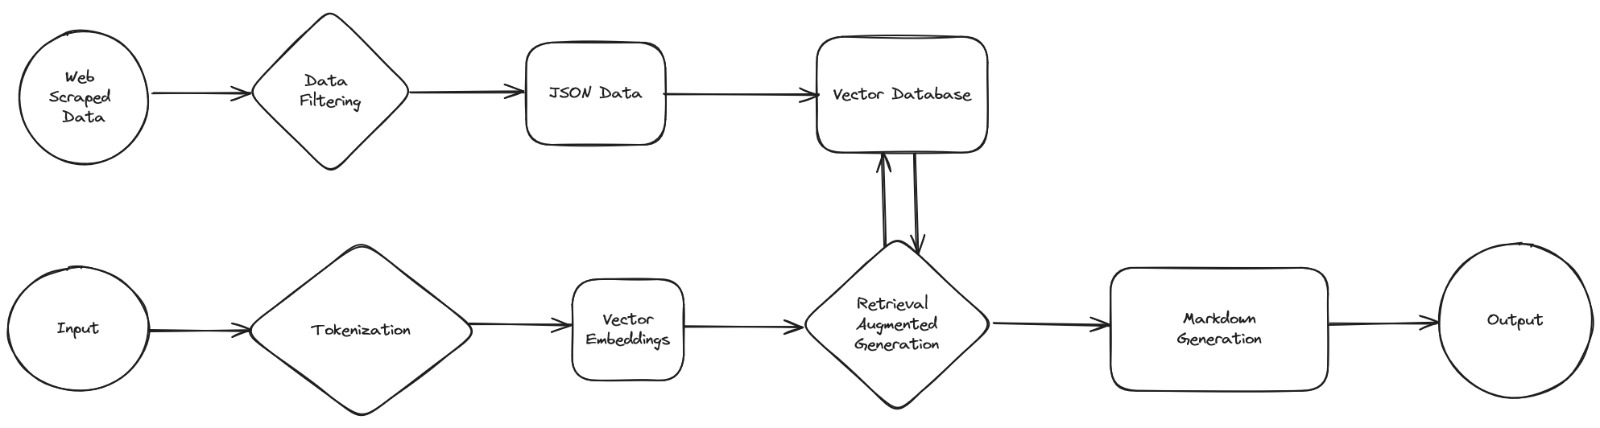 Web
Scraped
Data
Data
Filtering
JSON Data
Vector Database
Input
Tokenization
Vector
Embeddings
Retrieval
Augmented
Generation
Markdown
Generation
Output